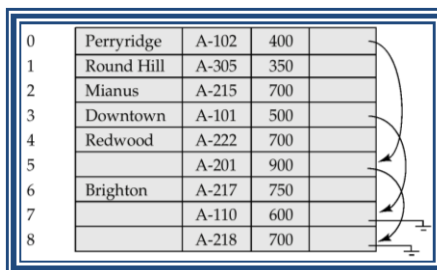 0 Perryridge A-102 400
1 Round Hill A-305 350
2 Mianus A-215 700
3 Downtown A-101 500
4 Redwood A-222 700
5 A-201 900
6 Brighton A-217 750
7 A-110 600
8 A-218 700